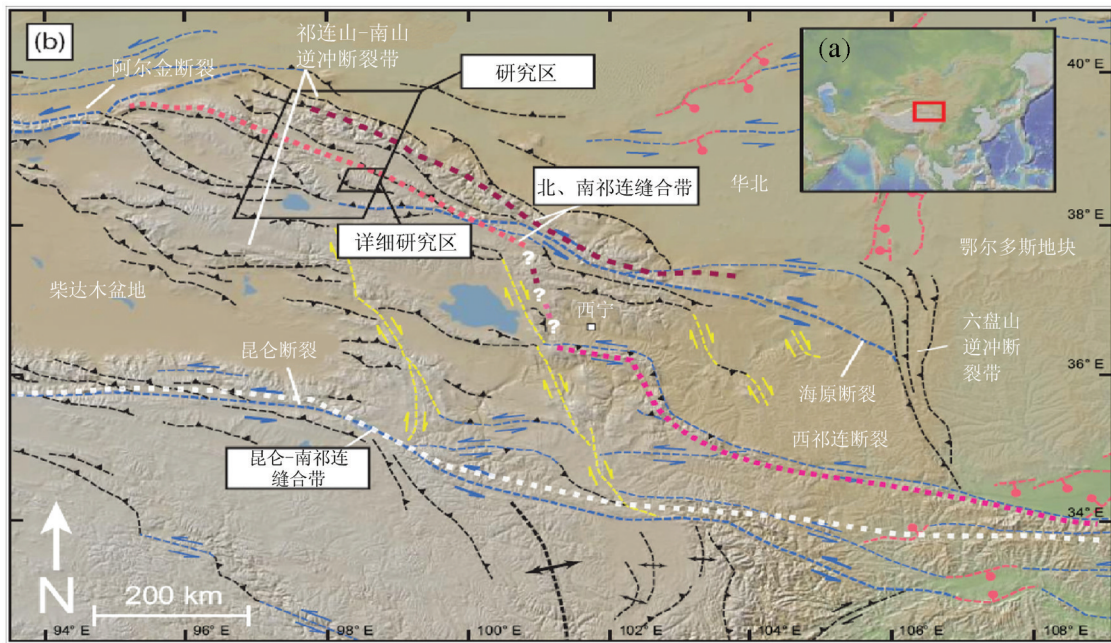 (b)
祁连山-南山
逆冲断裂带
阿尔金断裂
研究区
(a)
40° E
华北
北、南祁连缝合带
38° E
详细研究区
鄂尔多斯地块
柴达木盆地
西宁
六盘山
逆冲断
裂带
昆仑断裂
36° E
海原断裂
西祁连断裂
昆仑-南祁连
缝合带
?
?
?
34° E
N
200 km
94° E
96° E
98° E
100° E
102° E
104° E
106° E
108° E